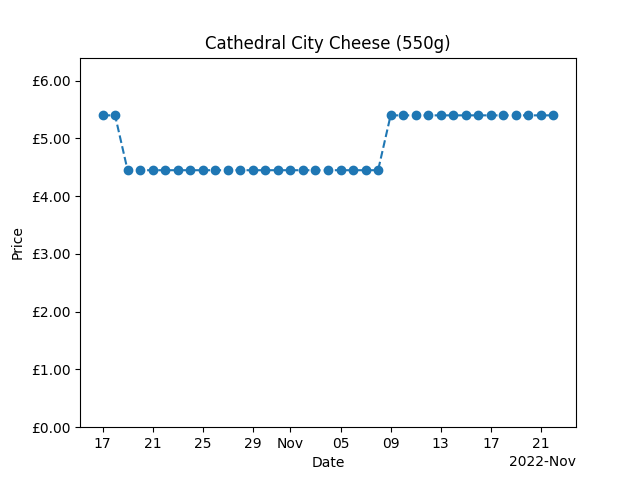 Cathedral City Cheese (550g)
£6.00
£5.00
£4.00
£3.00
£2.00
£1.00
£0.00
Price
17 21 25 29 Nov 05 09 13 17 21
Date
2022-Nov